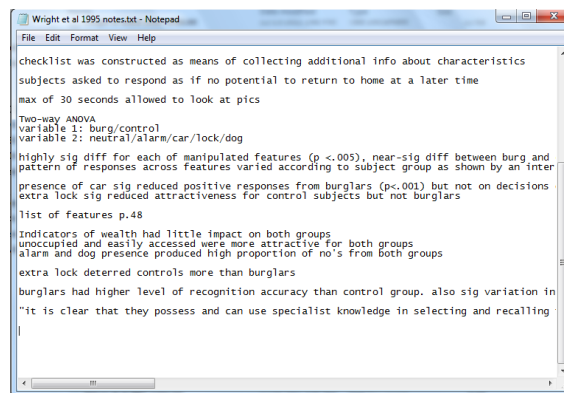 Wright et al 1995 notes.txt - Notepad
File Edit Format View Help
checklist was constructed as means of collecting additional info about characteristics
subjects asked to respond as if no potential to return to home at a later time
max of 30 seconds allowed to look at pics
Two-way ANOVA
variable 1: burg/control
variable 2: neutral/alarm/car/lock/dog
highly sig diff for each of manipulated features (p <.005), near-sig diff between burg and
pattern of responses across features varied according to subject group as shown by an inter
presence of car sig reduced positive responses from burglars (p<.001) but not on decisions
extra lock sig reduced attractiveness for control subjects but not burglars
list of features p.48
Indicators of wealth had little impact on both groups
unoccupied and easily accessed were more attractive for both groups
alarm and dog presence produced high proportion of no's from both groups
extra lock deterred controls more than burglars
burglars had higher level of recognition accuracy than control group. also sig variation in
"it is clear that they possess and can use specialist knowledge in selecting and recalling